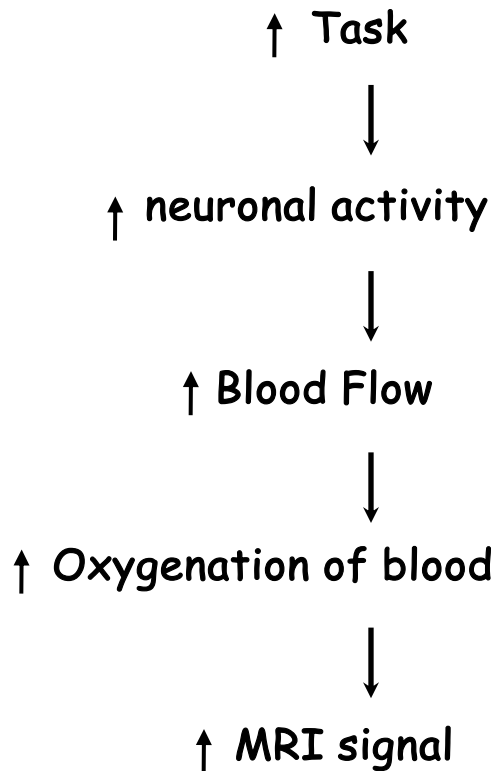 ↑ Task
↑ neuronal activity
↑ Blood Flow
↑ Oxygenation of blood
↑ MRI signal